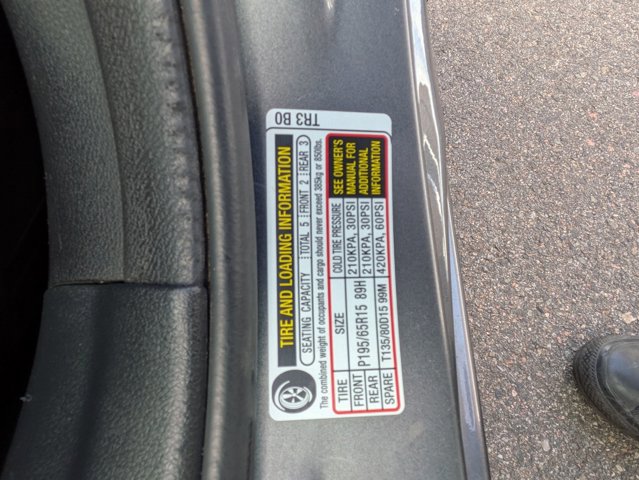 TIRE AND LOADING INFORMATION
SEATING CAPACITY TOTAL 5 FRONT 2 REAR 3
The combined weight of occupants and cargo should never exceed 385kg or 850lbs.
TIRE SIZE COLD TIRE PRESSURE
FRONT P195/65R15 89H 210KPA, 30PSI
REAR 210KPA, 30PSI
SPARE T135/80D15 99M 420KPA, 60PSI
SEE OWNER'S
MANUAL FOR
ADDITIONAL
INFORMATION
TR3 B0